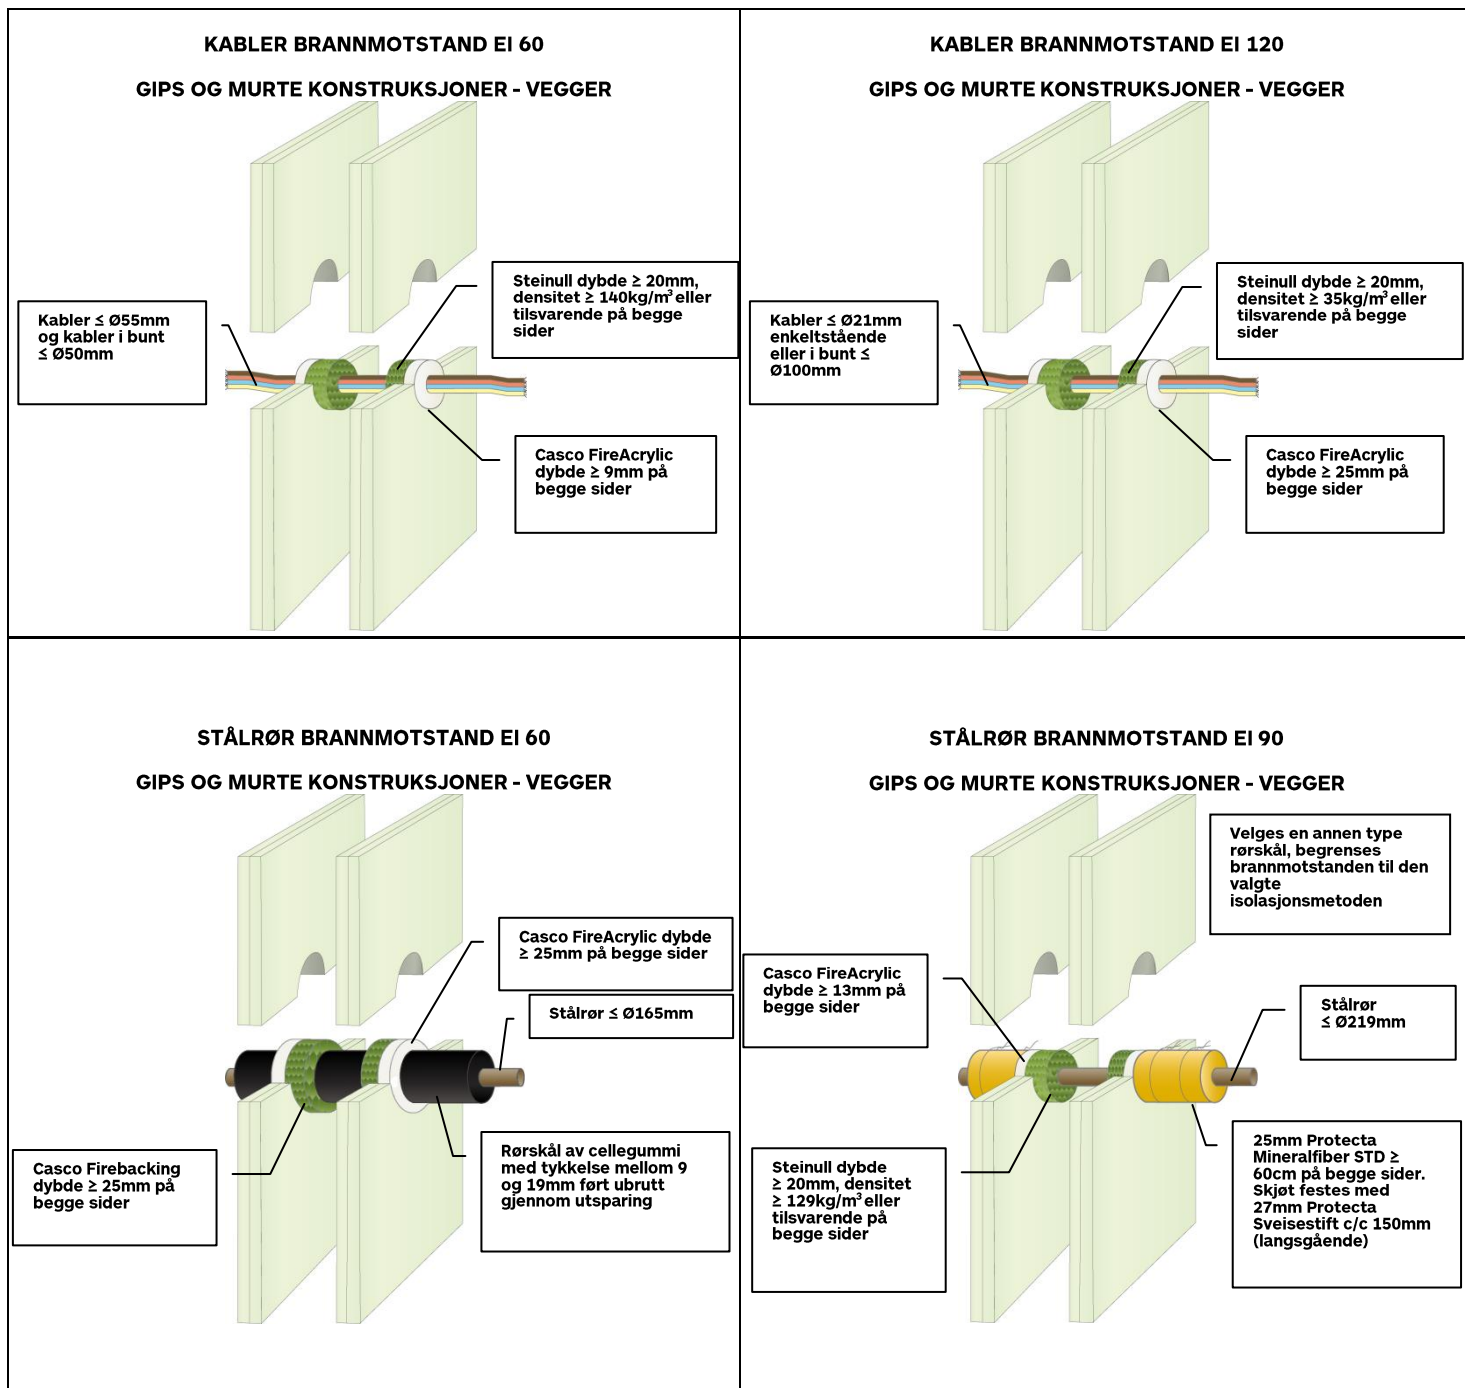 KABLER BRANNMOTSTAND EI 60
GIPS OG MURTE KONSTRUKSJONER - VEGGER
Steinull dybde ≥ 20mm,
densitet ≥ 140kg/m³ eller
tilsvarende på begge
sider
Kabler ≤ Ø55mm
og kabler i bunt
≤ Ø50mm
Casco FireAcrylic
dybde ≥ 9mm på
begge sider
KABLER BRANNMOTSTAND EI 120
GIPS OG MURTE KONSTRUKSJONER - VEGGER
Steinull dybde ≥ 20mm,
densitet ≥ 35kg/m³ eller
tilsvarende på begge
sider
Kabler ≤ Ø21mm
enkeltstående
eller i bunt ≤
Ø100mm
Casco FireAcrylic
dybde ≥ 25mm på
begge sider
STÅLRØR BRANNMOTSTAND EI 60
GIPS OG MURTE KONSTRUKSJONER - VEGGER
Casco FireAcrylic dybde
≥ 25mm på begge sider
Stålrør ≤ Ø165mm
Rørskål av cellegummi
med tykkelse mellom 9
og 19mm ført ubrutt
gjennom utsparing
Casco Firebacking
dybde ≥ 25mm på
begge sider
STÅLRØR BRANNMOTSTAND EI 90
GIPS OG MURTE KONSTRUKSJONER - VEGGER
Velges en annen type
rørskål, begrenses
brannmotstanden til den
valgte
isolasjonsmetoden
Casco FireAcrylic
dybde ≥ 13mm på
begge sider
Stålrør
≤ Ø219mm
Steinull dybde
≥ 20mm, densitet
≥ 129kg/m³ eller
tilsvarende på
begge sider
25mm Protecta
Mineralfiber STD ≥
60cm på begge sider.
Skjøt festes med
27mm Protecta
Sveisestift c/c 150mm
(langsgående)